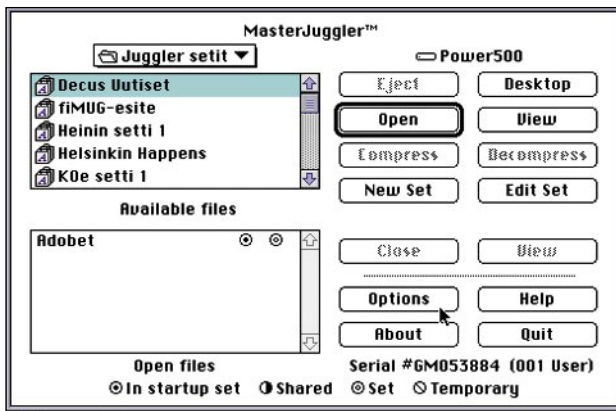 MasterJuggler™
Juggler setit ▼
Power500
Decus Uutiset
fiMUG-esite
Heinin setti 1
Helsinkin Happens
K0e setti 1
Available files
Eject Desktop
Open View
Compress Decompress
New Set Edit Set
Adobet
Close View
Options Help
About Quit
Open files
Serial #GM053884 (001 User)
In startup set Shared Set Temporary